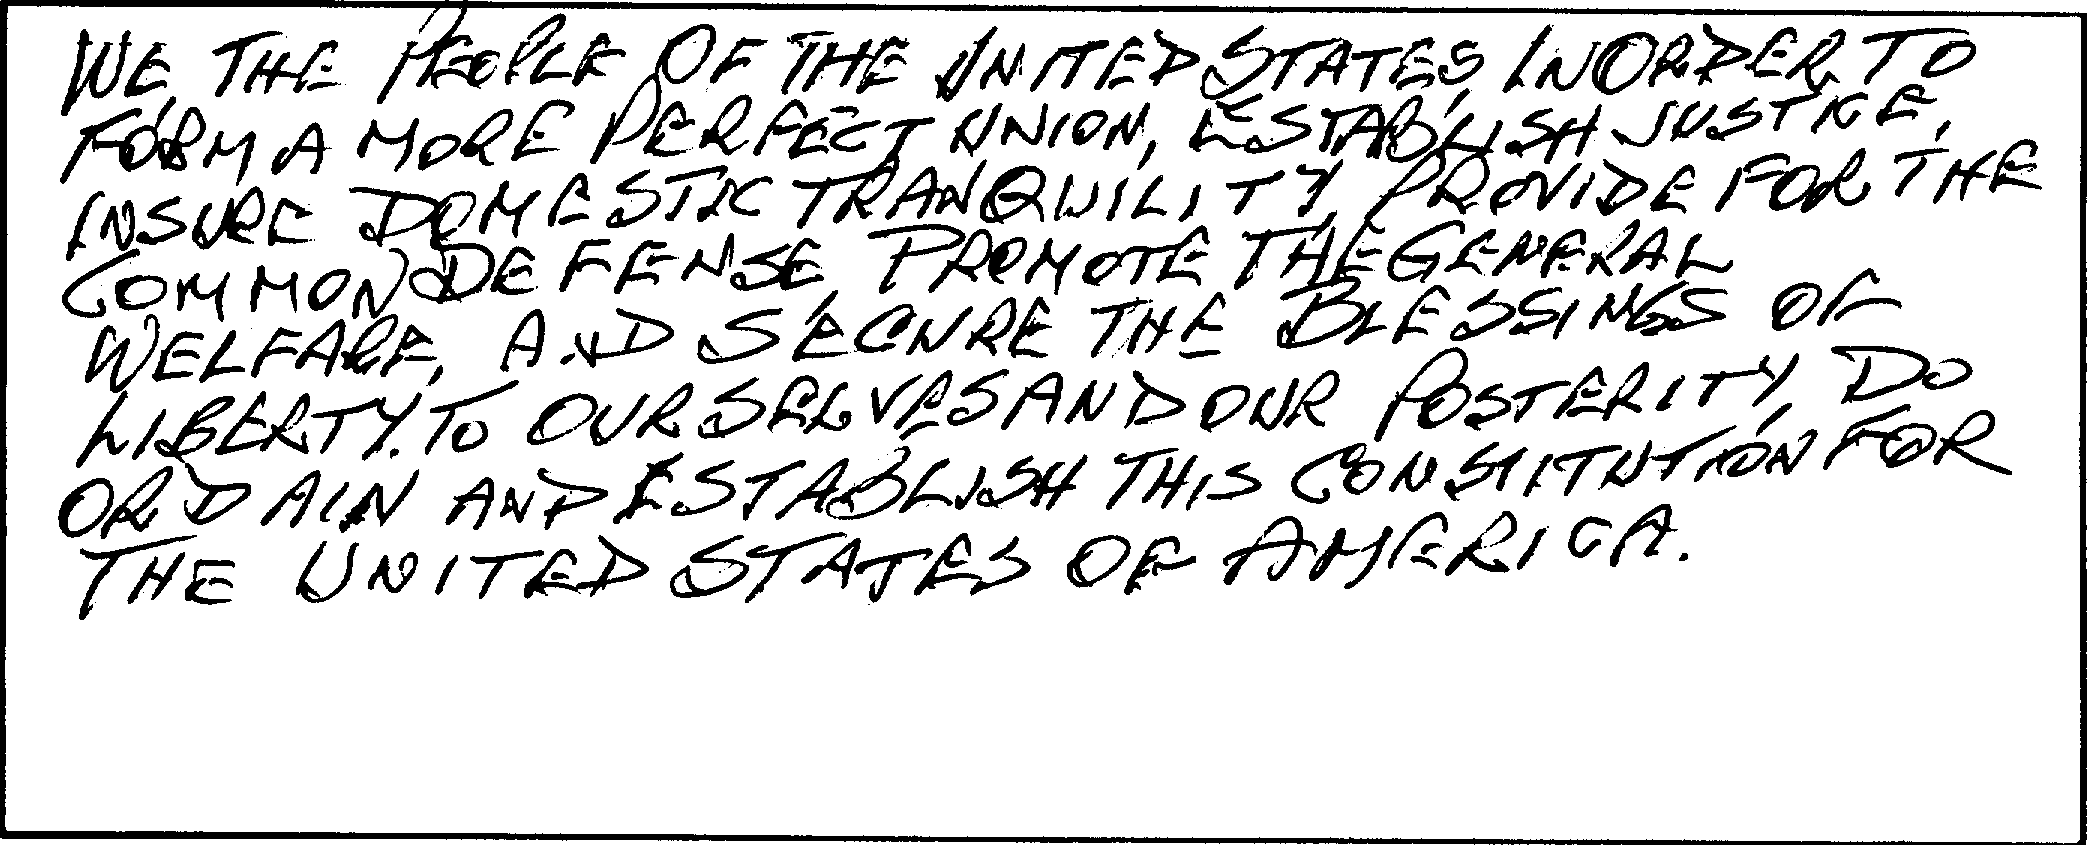 WE, THE PEOPLE OF THE UNITED STATES, IN ORDER TO
FORM A MORE PERFECT UNION, ESTABLISH JUSTICE,
INSURE DOMESTIC TRANQUILITY, PROVIDE FOR THE
COMMON DEFENSE, PROMOTE THE GENERAL
WELFARE, AND SECURE THE BLESSINGS OF
LIBERTY. TO OURSELVES AND OUR POSTERITY, DO
ORDAIN AND ESTABLISH THIS CONSTITUTION FOR
THE UNITED STATES OF AMERICA.